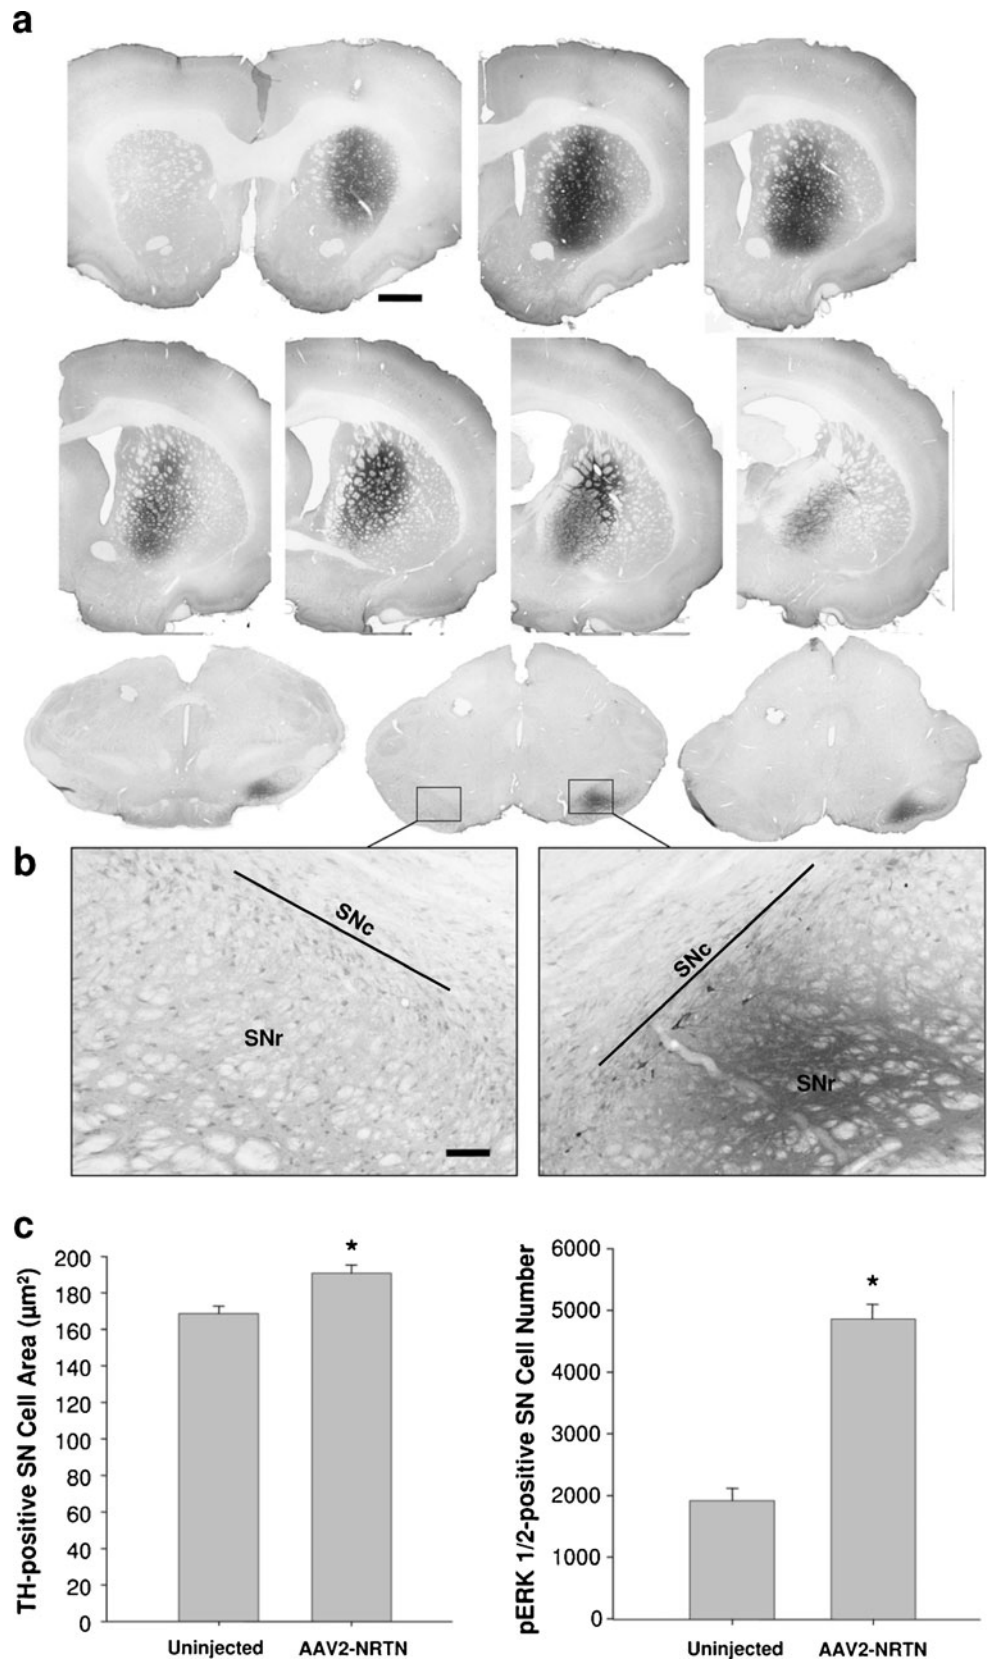 a
b
SNc
SNr
SNc
SNr
c
TH-positive SN Cell Area (µm²)
200
180
160
140
120
100
80
60
40
20
0
Uninjected
AAV2-NRTN
*
pERK 1/2-positive SN Cell Number
6000
5000
4000
3000
2000
1000
0
Uninjected
AAV2-NRTN
*